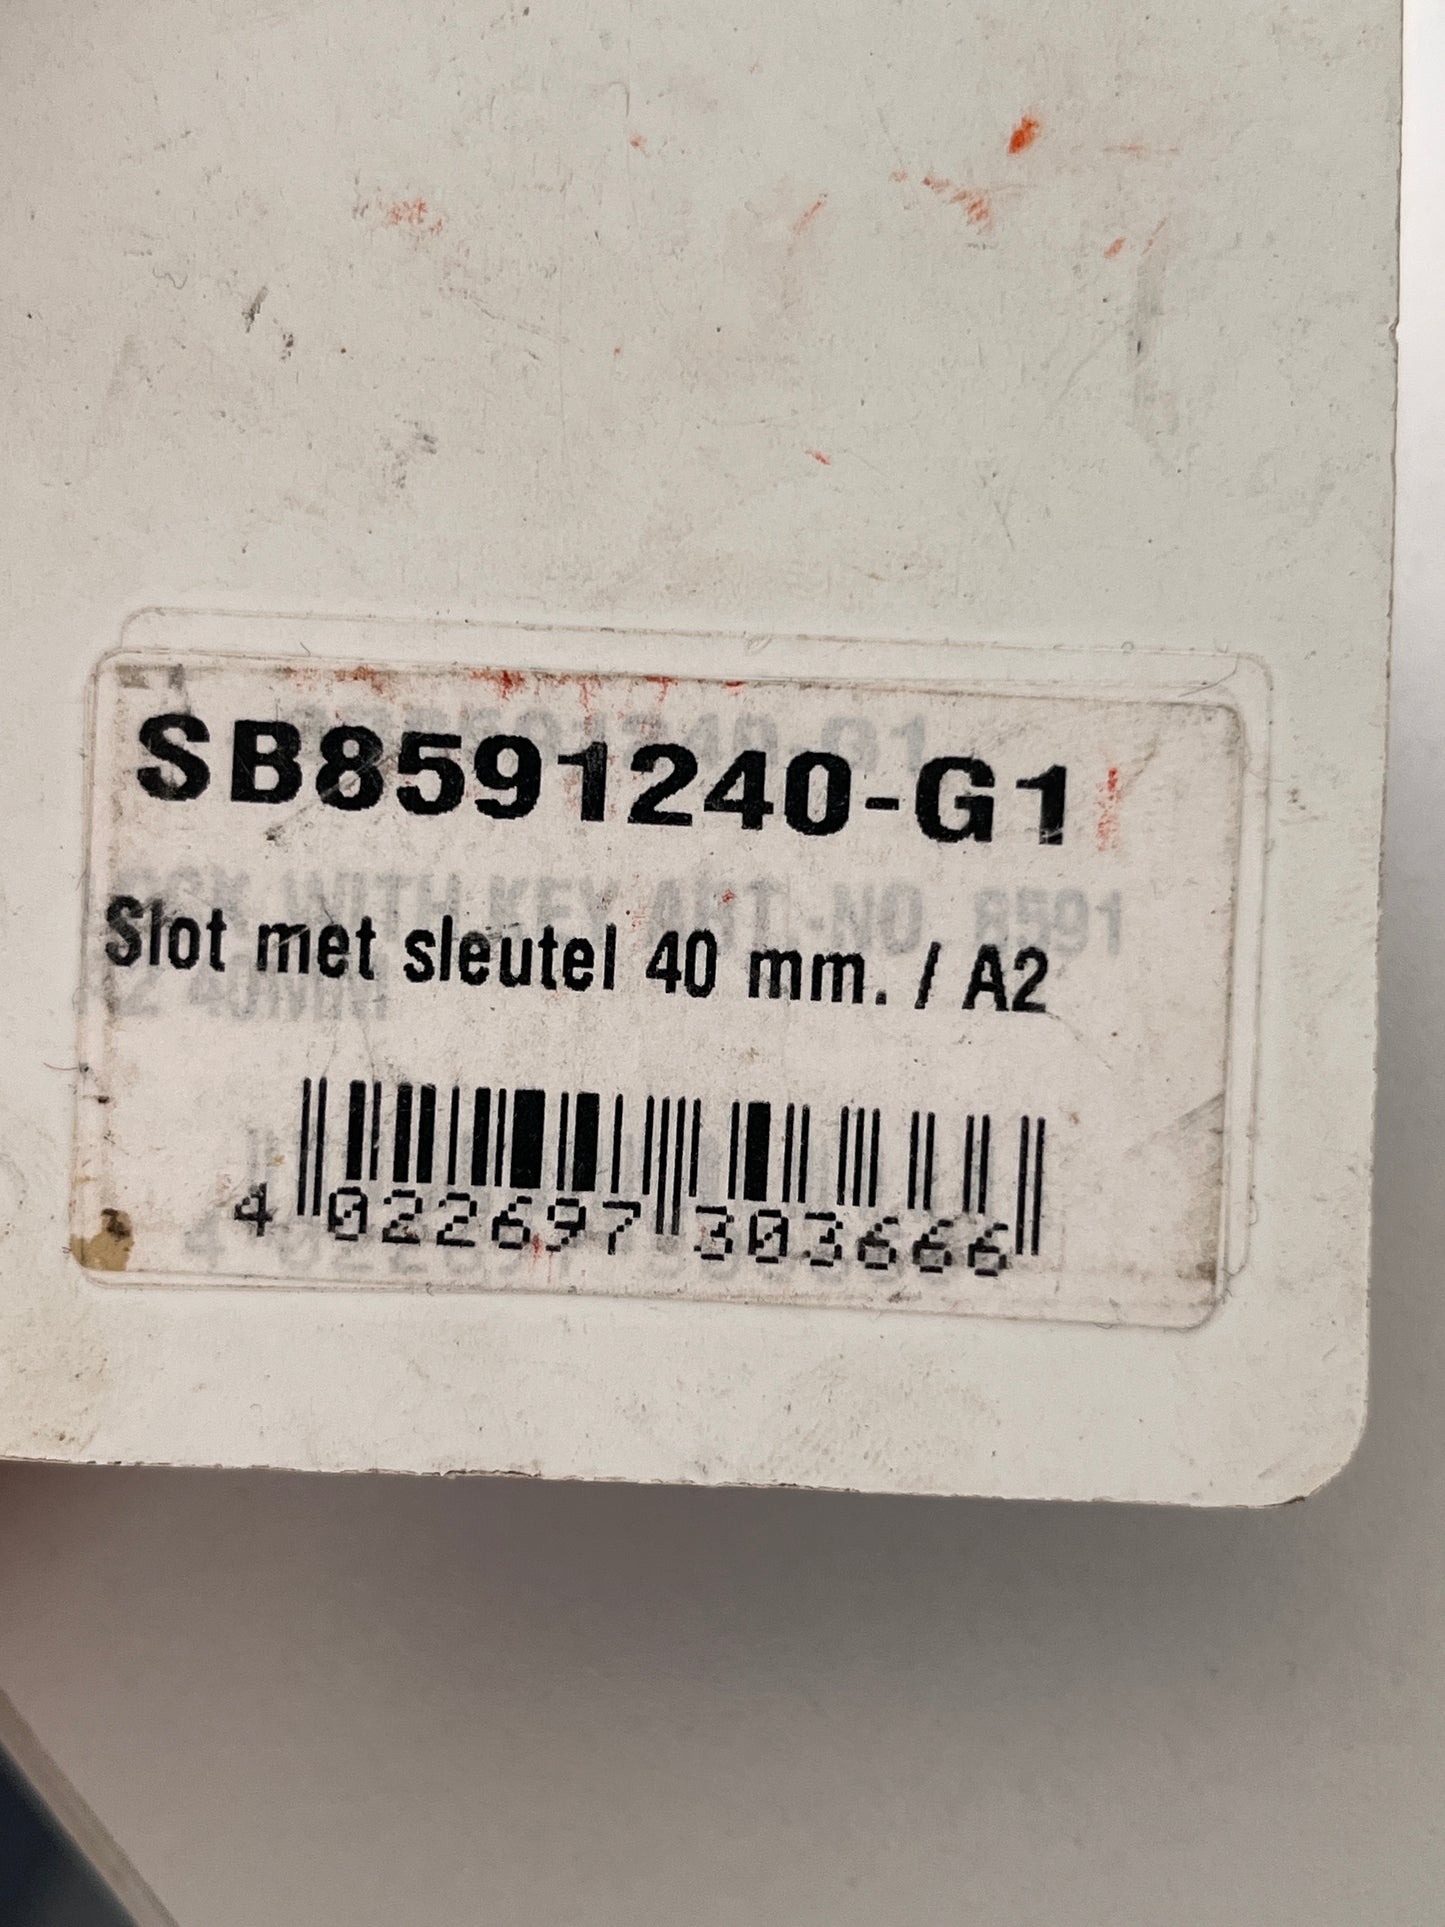 SB8591240-G1
Slot met sleutel 40 mm. / A2
4 022697 303666